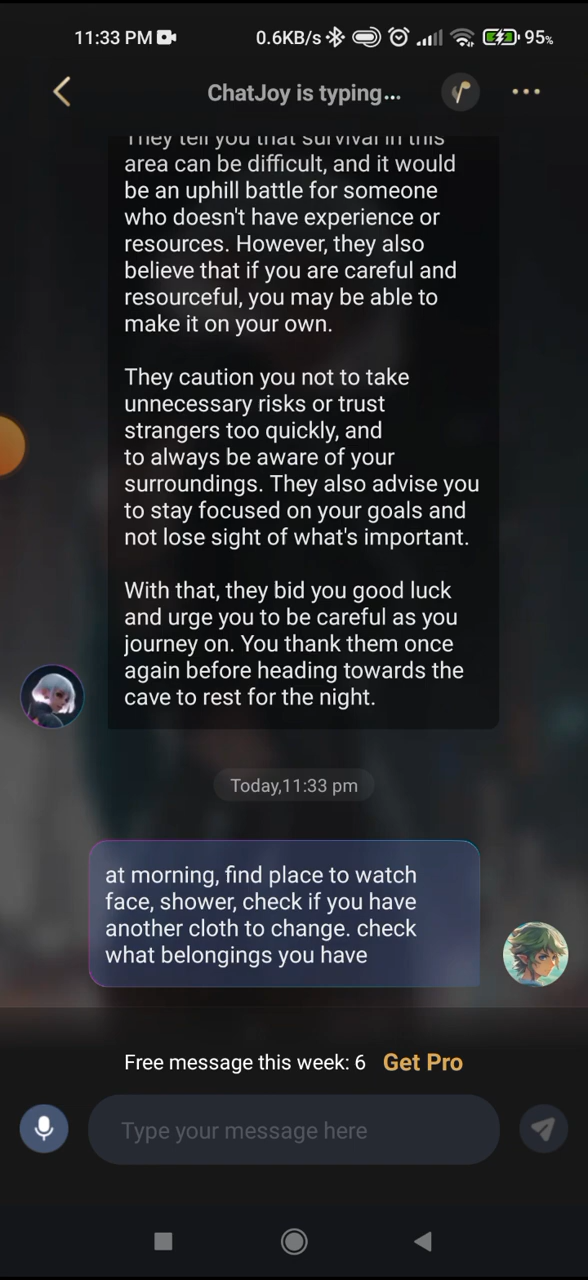 11:33 PM 0.6KB/s 95%
ChatJoy is typing...
They tell you that survival in this
area can be difficult, and it would
be an uphill battle for someone
who doesn't have experience or
resources. However, they also
believe that if you are careful and
resourceful, you may be able to
make it on your own.
They caution you not to take
unnecessary risks or trust
strangers too quickly, and
to always be aware of your
surroundings. They also advise you
to stay focused on your goals and
not lose sight of what's important.
With that, they bid you good luck
and urge you to be careful as you
journey on. You thank them once
again before heading towards the
cave to rest for the night.
Today,11:33 pm
at morning, find place to watch
face, shower, check if you have
another cloth to change. check
what belongings you have
Free message this week: 6 Get Pro
Type your message here